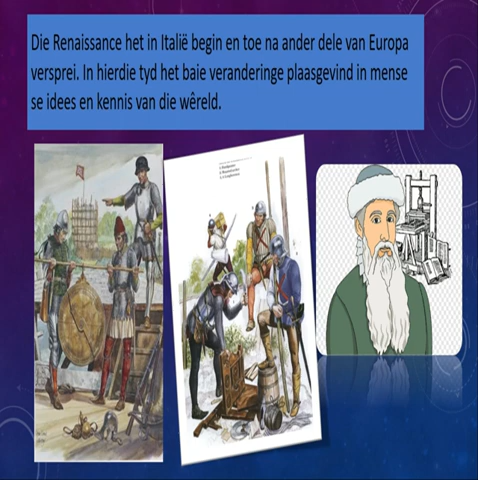 Die Renaissance het in Italië begin en toe na ander dele van Europa
versprei. In hierdie tyd het baie veranderinge plaasgevind in mense
se idees en kennis van die wêreld.